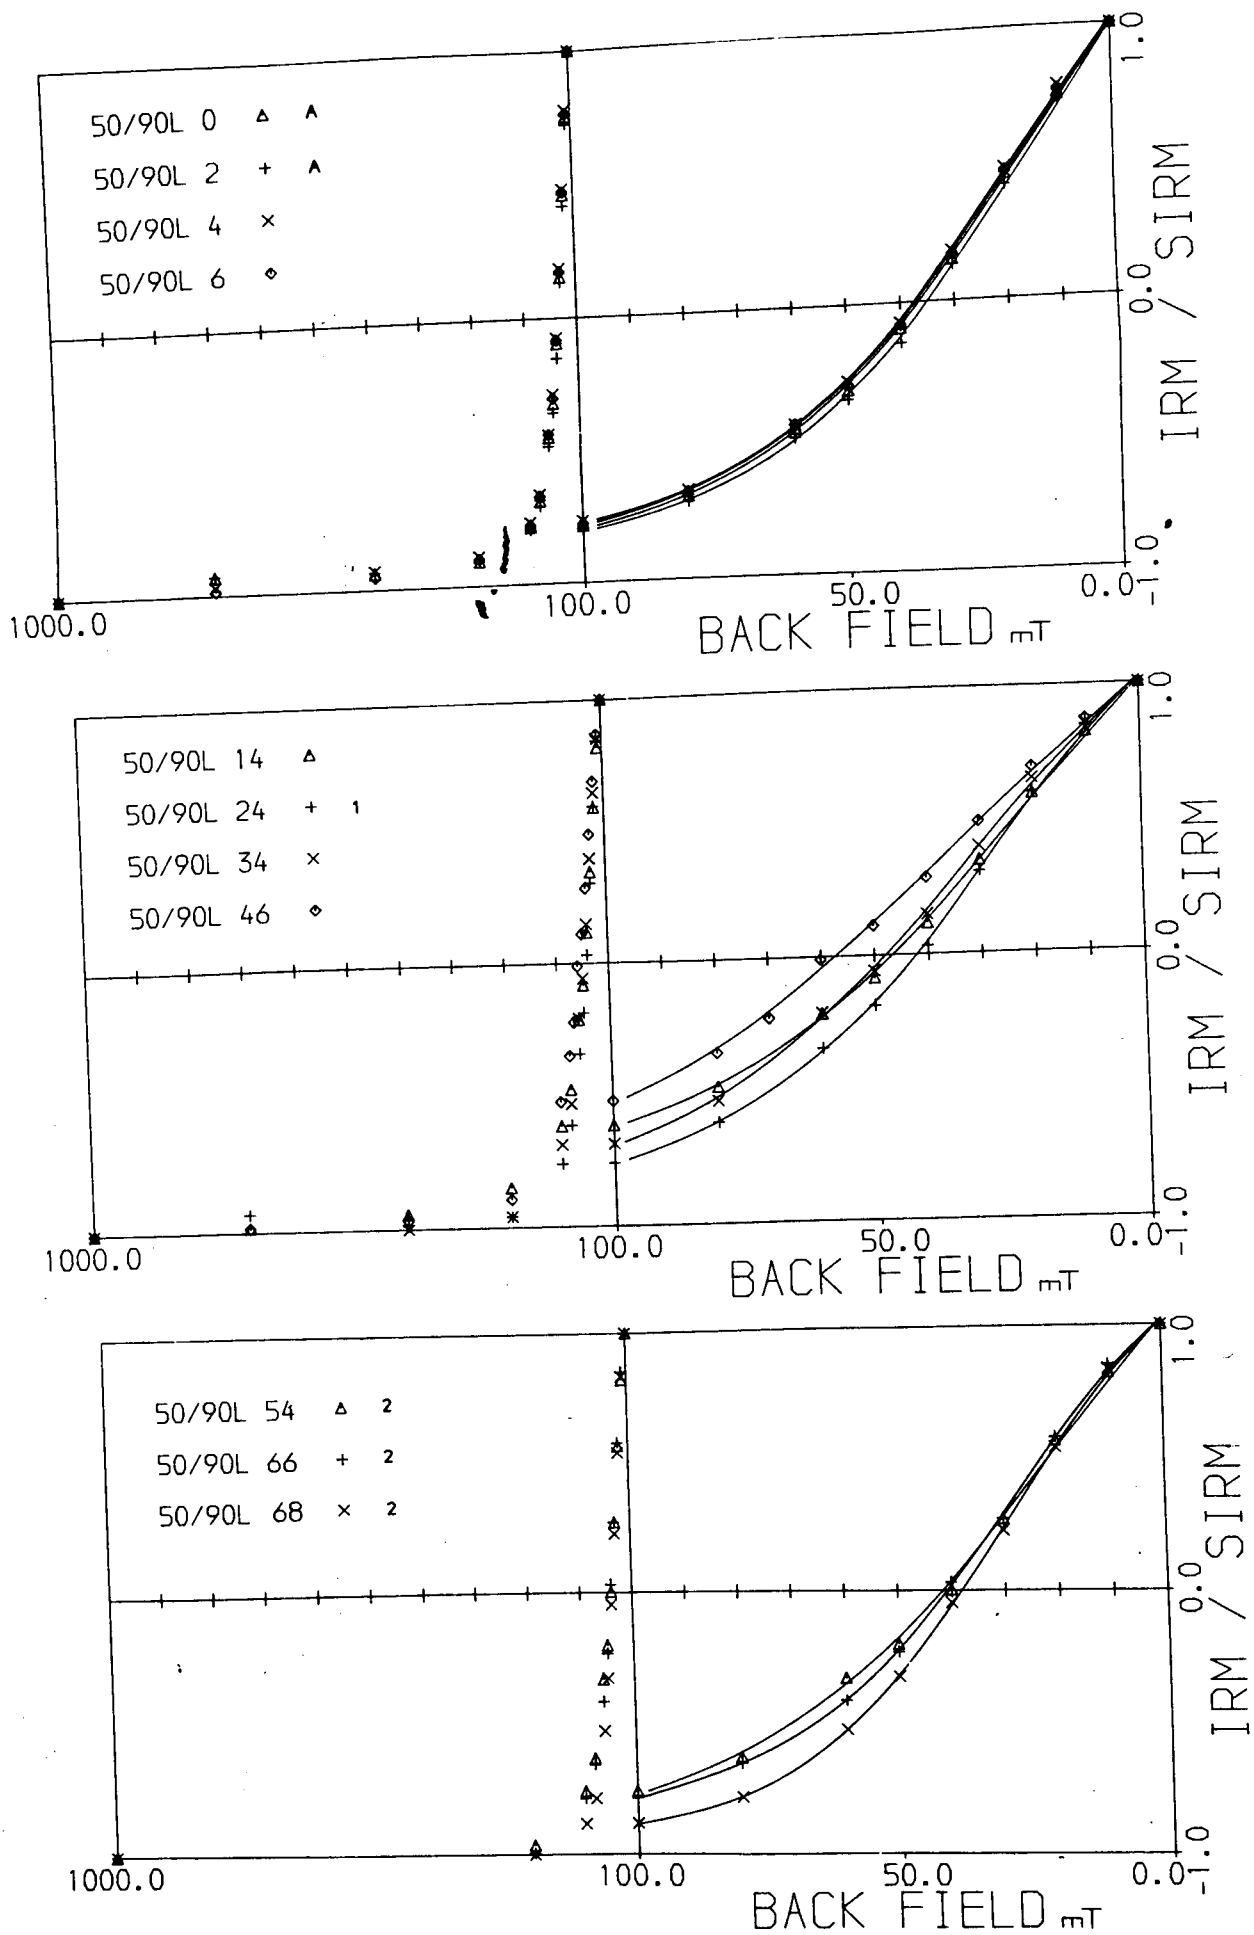 1.0
50/90L 0 △ A
50/90L 2 + A
50/90L 4 ×
50/90L 6 ◇
0.0
IRM / SIRM
-1.0
1000.0 100.0 50.0 0.0
BACK FIELD mT
1.0
50/90L 14 △
50/90L 24 + 1
50/90L 34 ×
50/90L 46 ◇
0.0
IRM / SIRM
-1.0
1000.0 100.0 50.0 0.0
BACK FIELD mT
1.0
50/90L 54 △ 2
50/90L 66 + 2
50/90L 68 × 2
0.0
IRM / SIRM
-1.0
1000.0 100.0 50.0 0.0
BACK FIELD mT